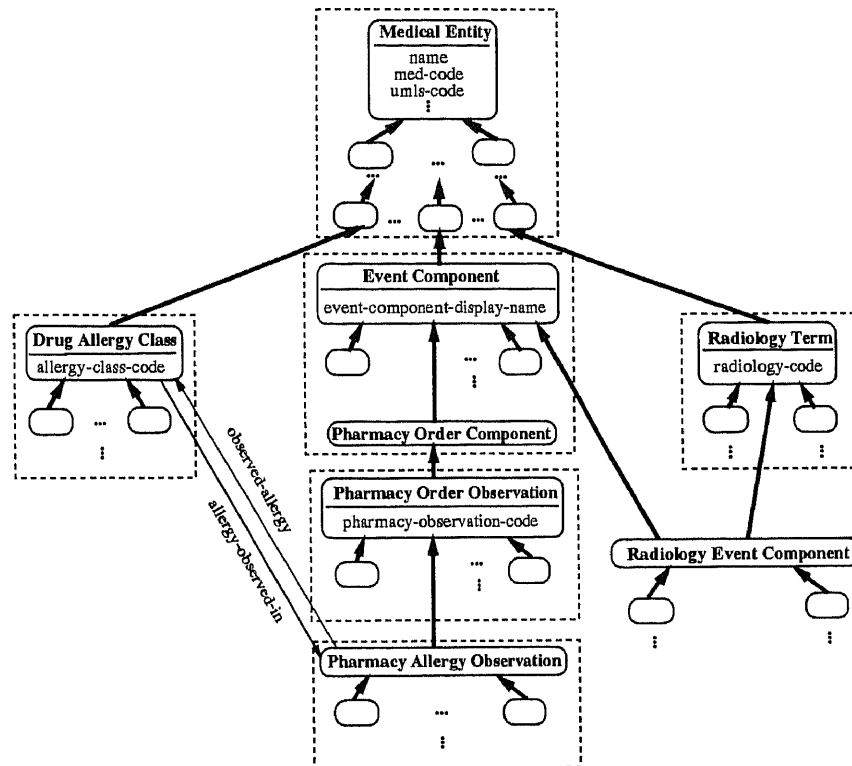 Medical Entity
name
med-code
umls-code
Event Component
event-component-display-name
Drug Allergy Class
allergy-class-code
Radiology Term
radiology-code
Pharmacy Order Component
observed-allergy
allergy-observed-in
Pharmacy Order Observation
pharmacy-observation-code
Radiology Event Component
Pharmacy Allergy Observation